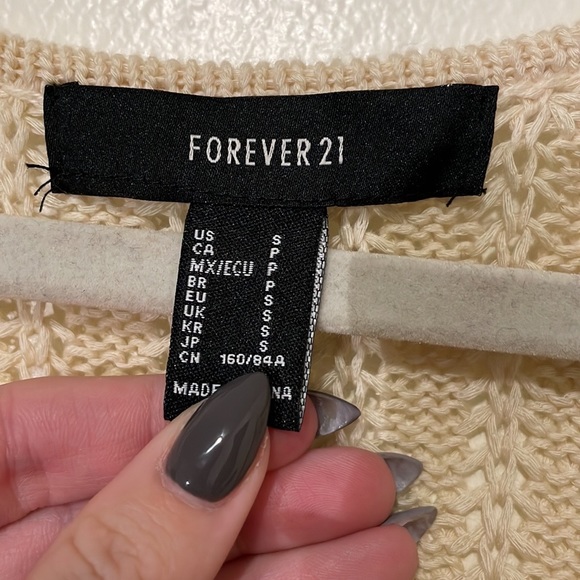 FOREVER 21
US S
CA P
MX/ECU P
BR P
EU S
UK S
KR S
JP S
CN 160/84A
MADE